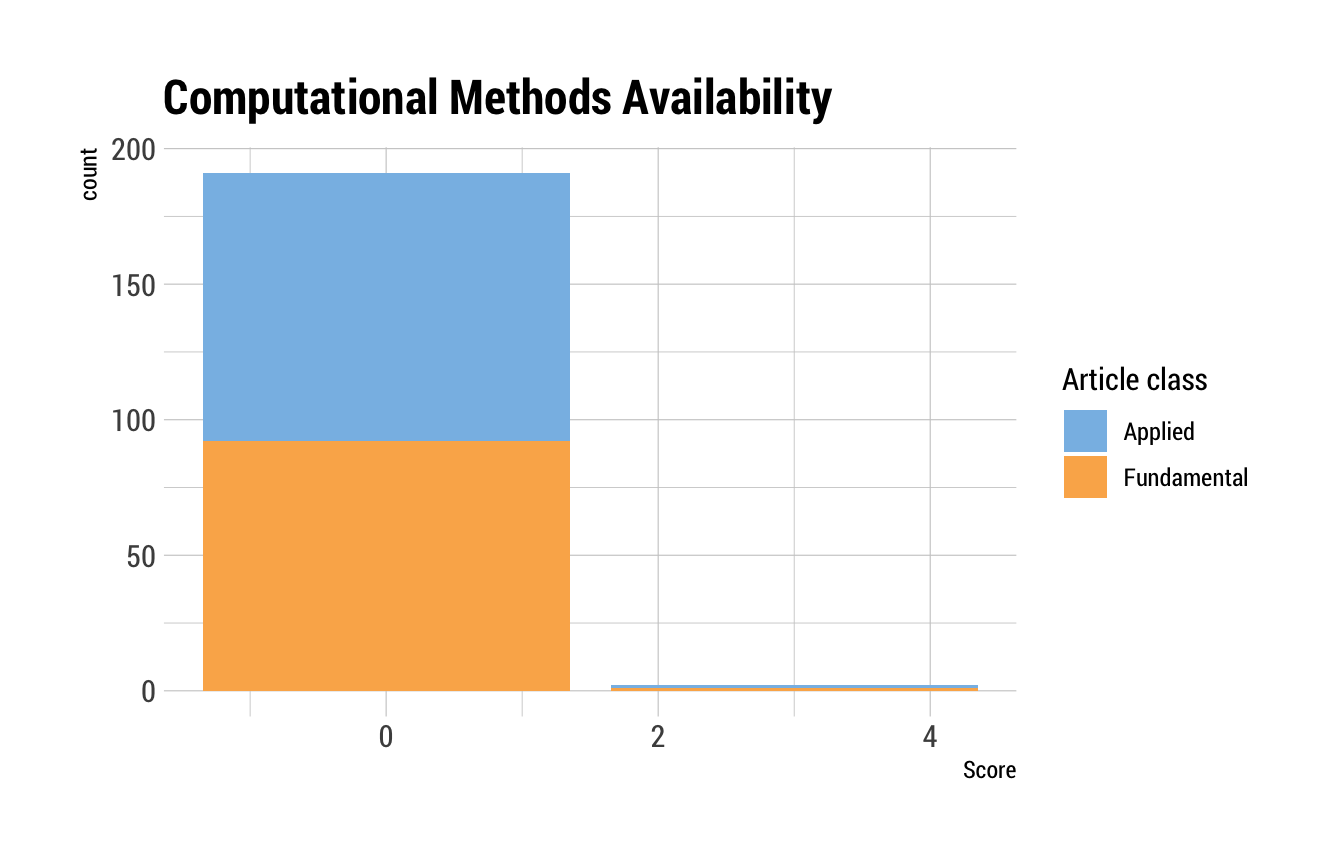 Computational Methods Availability
count
200
150
100
50
0
0 2 4
Score
Article class
Applied
Fundamental